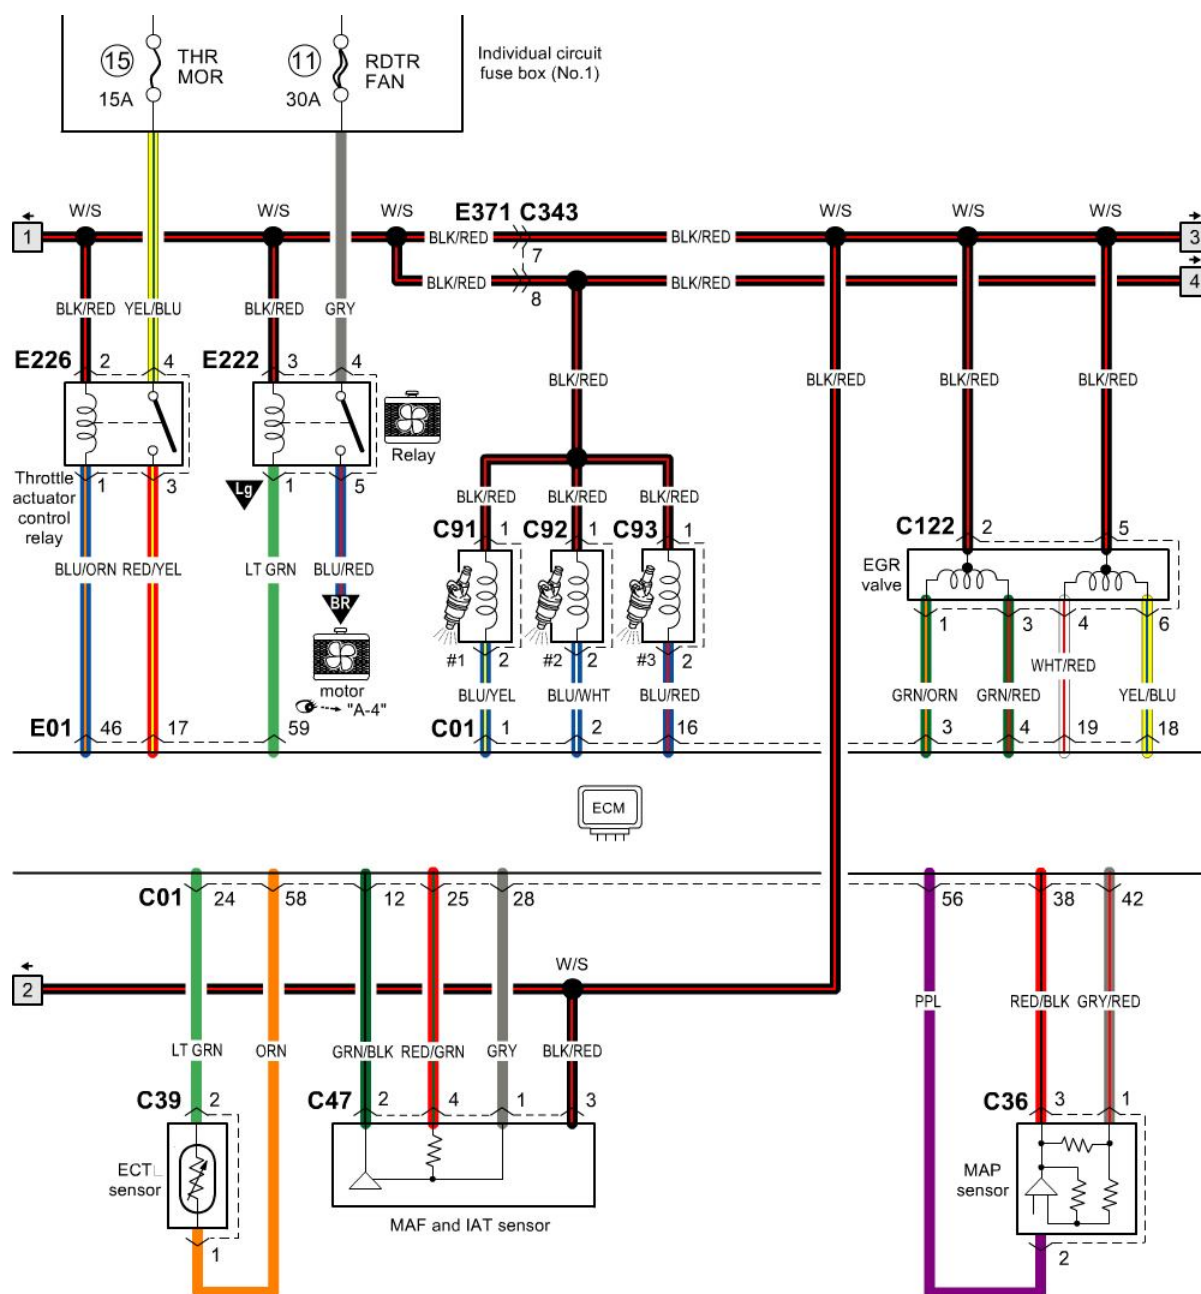 15
THR
MOR
15A
11
RDTR
FAN
30A
Individual circuit
fuse box (No.1)
W/S
W/S
W/S
E371 C343
W/S
W/S
W/S
1
BLK/RED
BLK/RED
3
7
BLK/RED
BLK/RED
4
8
BLK/RED
YEL/BLU
BLK/RED
GRY
E226
2
4
E222
3
4
BLK/RED
BLK/RED
BLK/RED
BLK/RED
Relay
Throttle
actuator
control
relay
1
3
Lg
1
5
BLK/RED
BLK/RED
BLK/RED
C91
1
C92
1
C93
1
C122
2
5
EGR
valve
BLU/ORN
RED/YEL
LT GRN
BLU/RED
BR
motor
"A-4"
#1
2
#2
2
#3
2
1
3
4
6
WHT/RED
BLU/YEL
BLU/WHT
BLU/RED
GRN/ORN
GRN/RED
YEL/BLU
E01
46
17
59
C01
1
2
16
3
4
19
18
ECM
C01
24
58
12
25
28
56
38
42
W/S
2
PPL
RED/BLK
GRY/RED
LT GRN
ORN
GRN/BLK
RED/GRN
GRY
BLK/RED
C39
2
C47
2
4
1
3
C36
3
1
ECT
sensor
MAP
sensor
MAF and IAT sensor
1
2